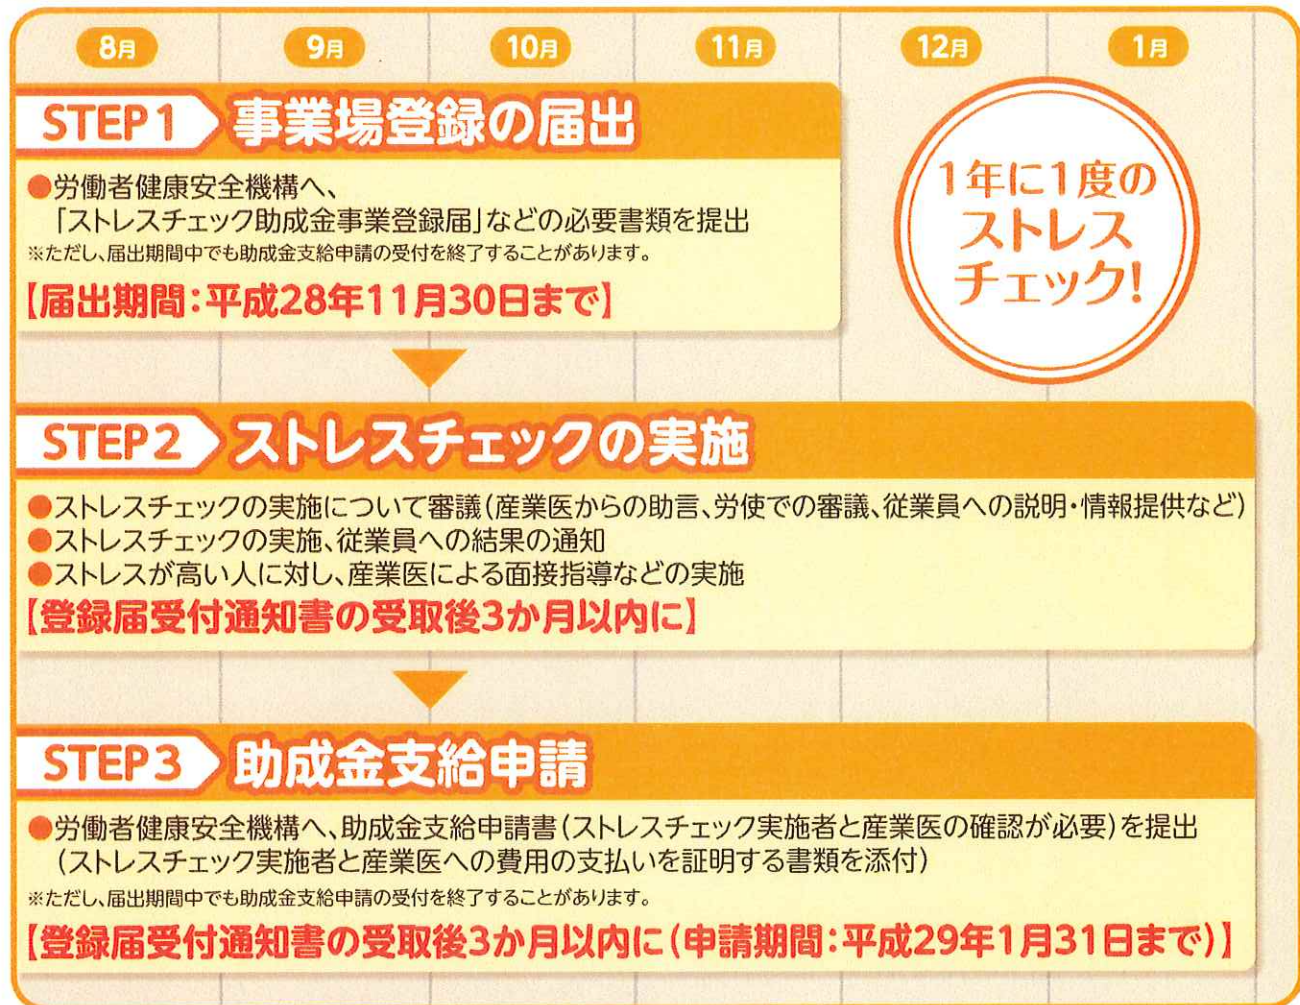 8月 9月 10月 11月 12月 1月
STEP1 事業場登録の届出
●労働者健康安全機構へ、
「ストレスチェック助成金事業登録届」などの必要書類を提出
※ただし、届出期間中でも助成金支給申請の受付を終了することがあります。
【届出期間：平成28年11月30日まで】
1年に1度の
ストレス
チェック!
STEP2 ストレスチェックの実施
●ストレスチェックの実施について審議（産業医からの助言、労使での審議、従業員への説明・情報提供など）
●ストレスチェックの実施、従業員への結果の通知
●ストレスが高い人に対し、産業医による面接指導などの実施
【登録届受付通知書の受取後3か月以内に】
STEP3 助成金支給申請
●労働者健康安全機構へ、助成金支給申請書（ストレスチェック実施者と産業医の確認が必要）を提出
（ストレスチェック実施者と産業医への費用の支払いを証明する書類を添付）
※ただし、届出期間中でも助成金支給申請の受付を終了することがあります。
【登録届受付通知書の受取後3か月以内に（申請期間：平成29年1月31日まで）】